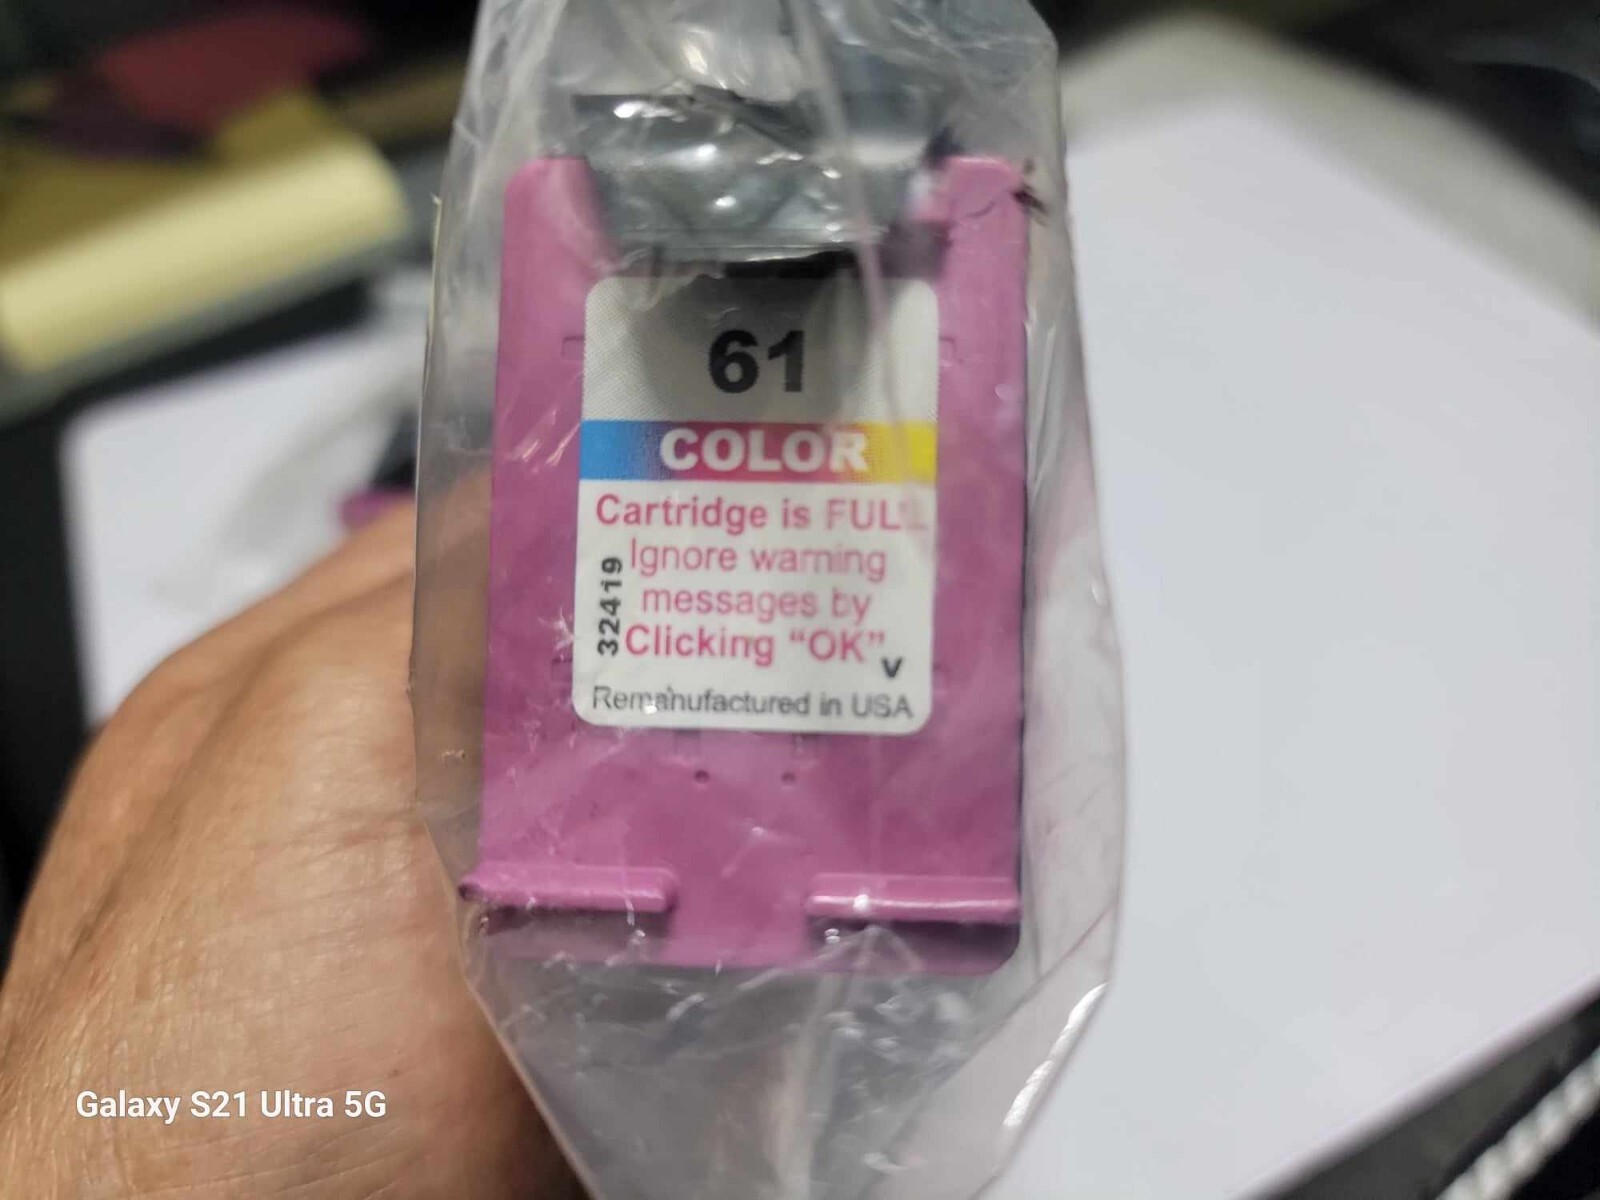 61
COLOR
Cartridge is FULL
Ignore warning
messages by
Clicking "OK"
V
32419
Remanufactured in USA
Galaxy S21 Ultra 5G